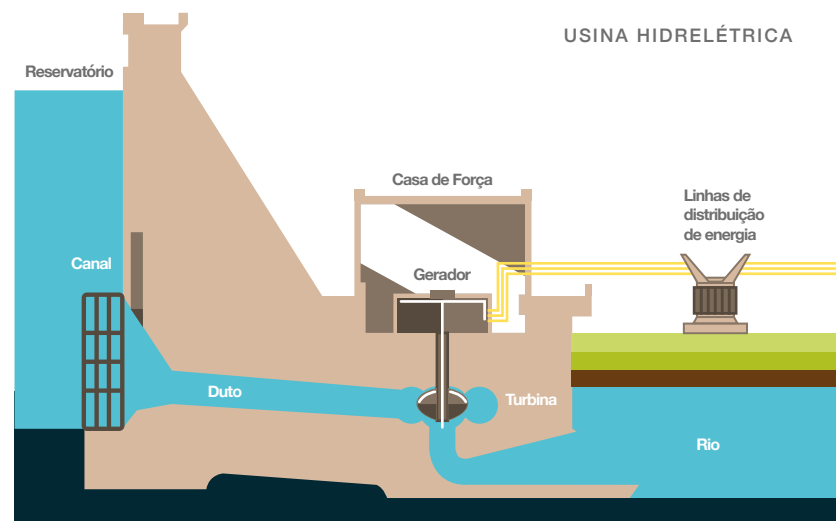 USINA HIDRELÉTRICA
Reservatório
Casa de Força
Linhas de
distribuição
de energia
Canal
Gerador
Duto
Turbina
Rio